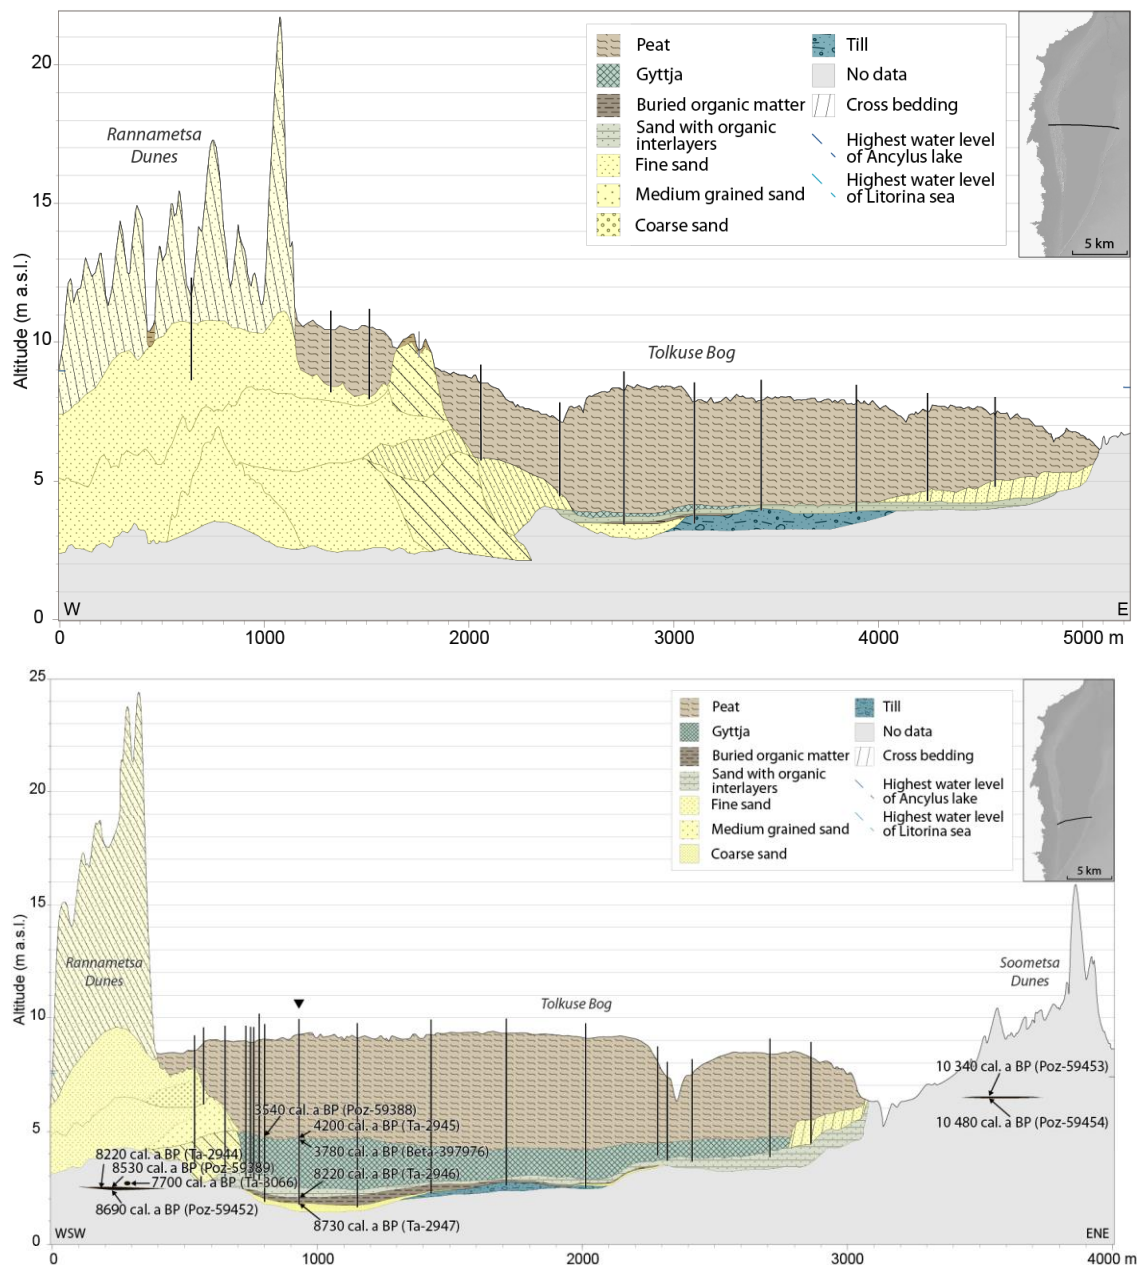 20
15
10
5
0
Altitude (m a.s.l.)
Rannametsa
Dunes
Tolkuse Bog
Peat
Gyttja
Buried organic matter
Sand with organic
interlayers
Fine sand
Medium grained sand
Coarse sand
Till
No data
Cross bedding
Highest water level
of Ancylus lake
Highest water level
of Litorina sea
5 km
W
E
0 1000 2000 3000 4000 5000 m
25
20
15
10
5
0
Altitude (m a.s.l.)
Peat
Gyttja
Buried organic matter
Sand with organic
interlayers
Fine sand
Medium grained sand
Coarse sand
Till
No data
Cross bedding
Highest water level
of Ancylus lake
Highest water level
of Litorina sea
5 km
Rannametsa
Dunes
Tolkuse Bog
Soometsa
Dunes
10 340 cal. a BP (Poz-59453)
10 480 cal. a BP (Poz-59454)
3540 cal. a BP (Poz-59388)
4200 cal. a BP (Ta-2945)
3780 cal. a BP (Beta-397976)
8220 cal. a BP (Ta-2944)
8530 cal. a BP (Poz-59389)
7700 cal. a BP (Ta-3066)
8220 cal. a BP (Ta-2946)
8690 cal. a BP (Poz-59452)
8730 cal. a BP (Ta-2947)
WSW
ENE
0 1000 2000 3000 4000 m